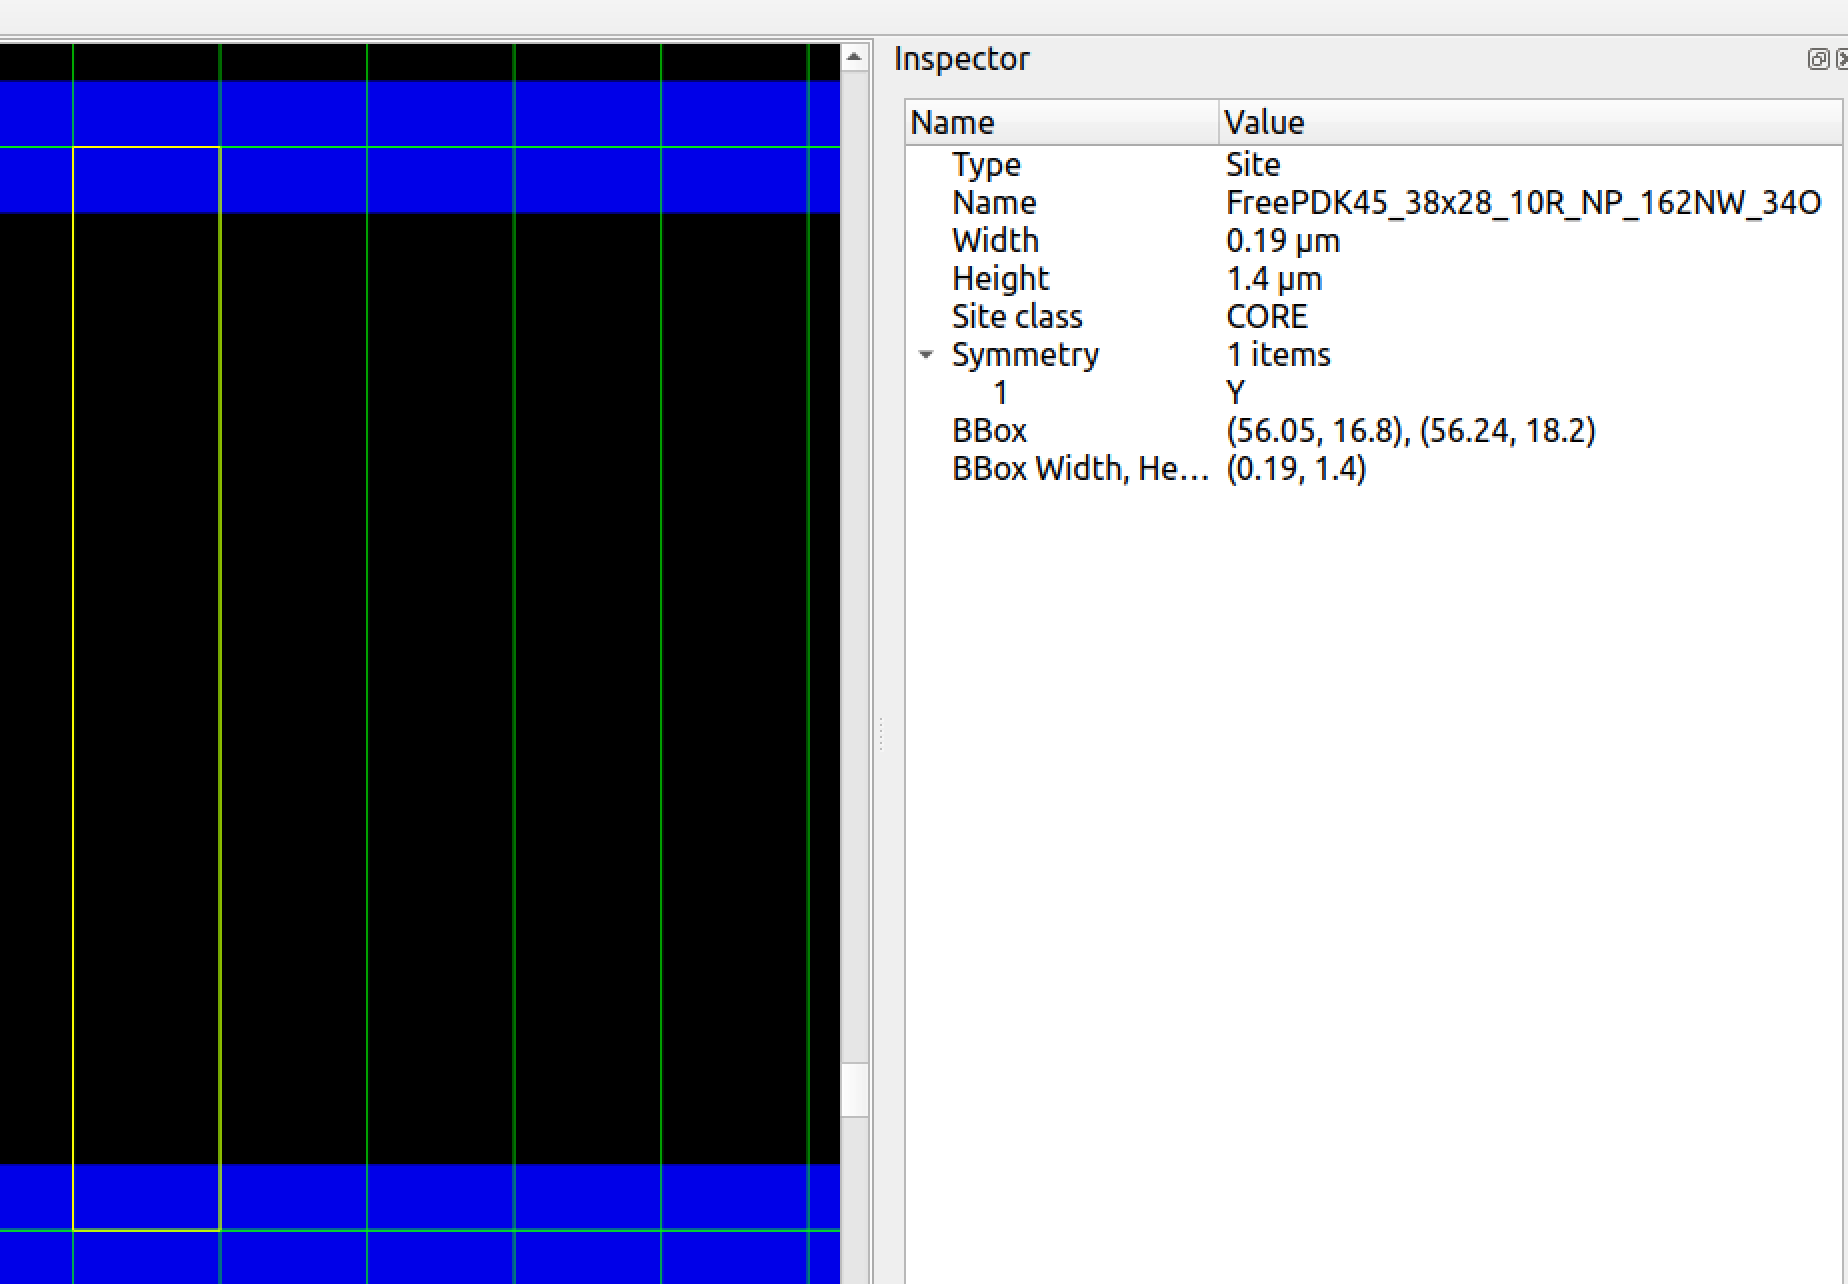 Inspector
Name Value
Type Site
Name FreePDK45_38x28_10R_NP_162NW_34O
Width 0.19 μm
Height 1.4 μm
Site class CORE
Symmetry 1 items
1 Y
BBox (56.05, 16.8), (56.24, 18.2)
BBox Width, He... (0.19, 1.4)